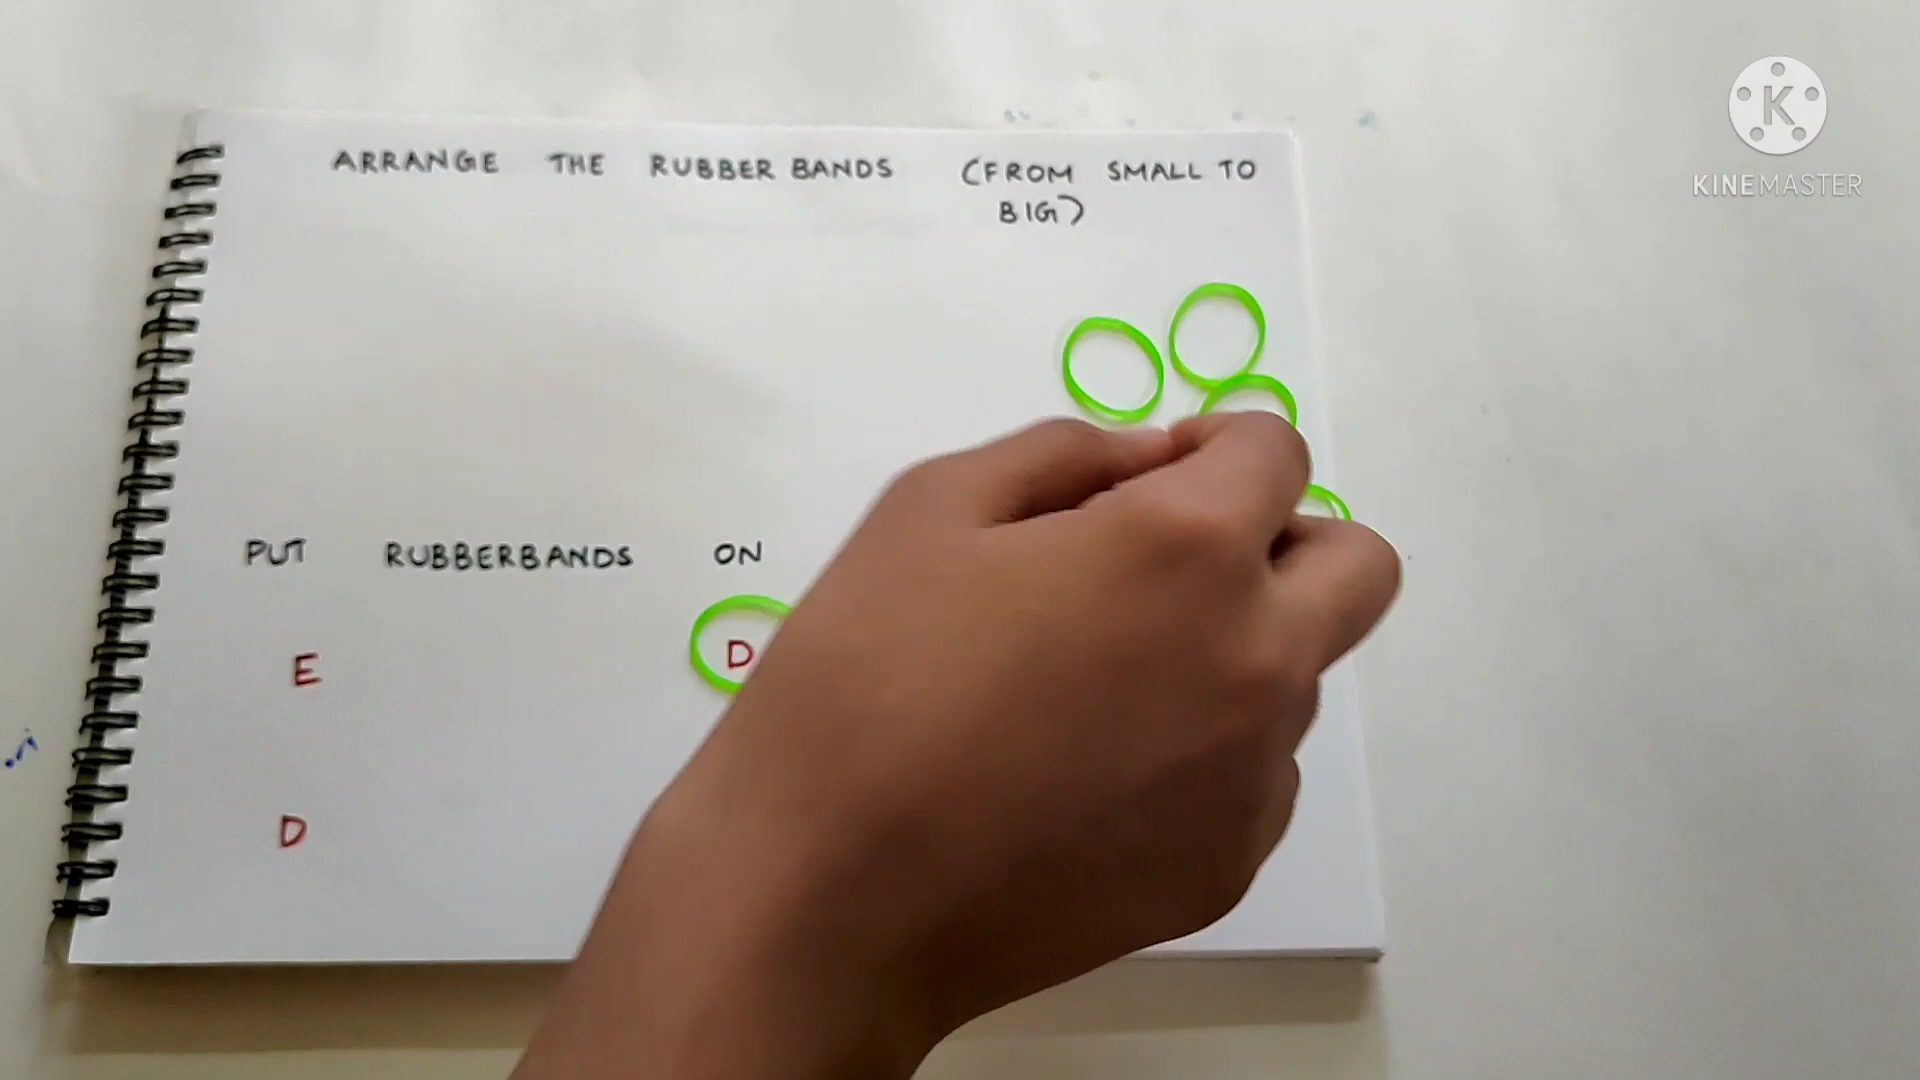 ARRANGE THE RUBBER BANDS (FROM SMALL TO
BIG)
KINEMASTER
PUT RUBBERBANDS ON
E D
D